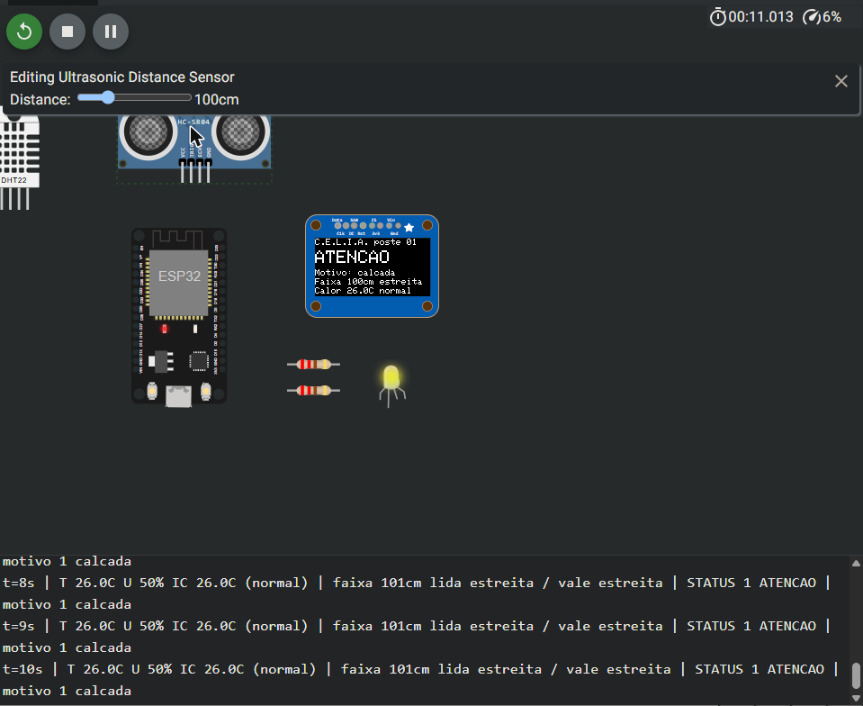 00:11.013 6%
Editing Ultrasonic Distance Sensor
Distance: 100cm
HC-SR04
DHT22
C.E.L.I.A. poste 01
ATENCAO
Motivo: calcada
Faixa 100cm estreita
Calor 26.0C normal
ESP32
motivo 1 calcada
t=8s | T 26.0C U 50% IC 26.0C (normal) | faixa 101cm lida estreita / vale estreita | STATUS 1 ATENCAO |
motivo 1 calcada
t=9s | T 26.0C U 50% IC 26.0C (normal) | faixa 101cm lida estreita / vale estreita | STATUS 1 ATENCAO |
motivo 1 calcada
t=10s | T 26.0C U 50% IC 26.0C (normal) | faixa 101cm lida estreita / vale estreita | STATUS 1 ATENCAO |
motivo 1 calcada